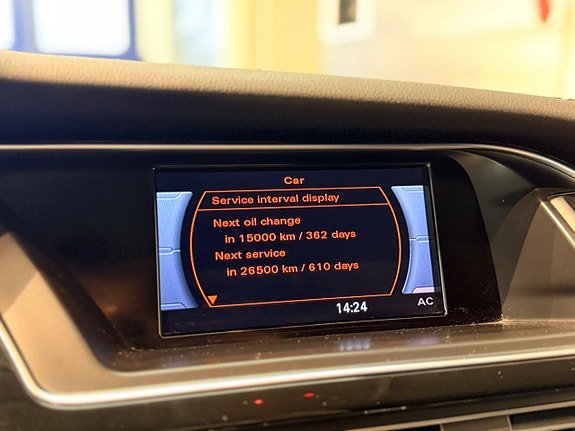 Car
Service interval display
Next oil change
in 15000 km / 362 days
Next service
in 26500 km / 610 days
14:24
AC